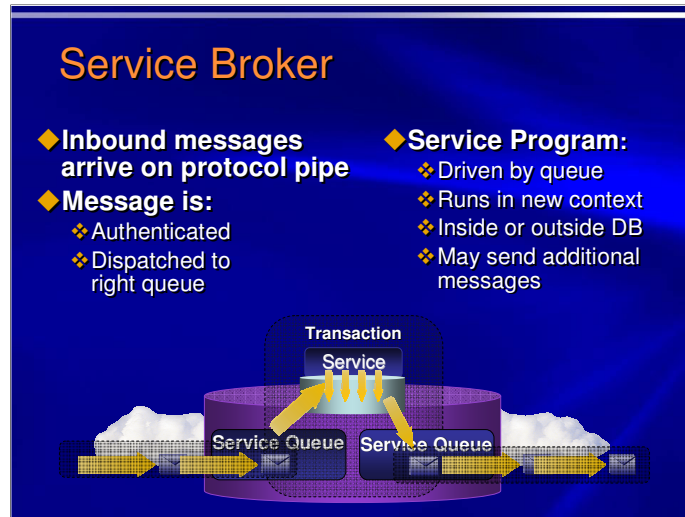 Service Broker
Inbound messages
arrive on protocol pipe
Message is:
Authenticated
Dispatched to
right queue
Service Program:
Driven by queue
Runs in new context
Inside or outside DB
May send additional
messages
Transaction
Service
Service Queue
Service Queue